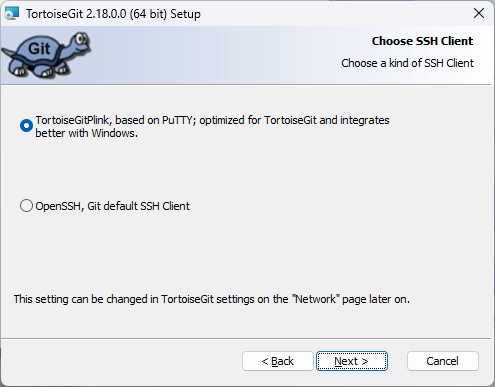 TortoiseGit 2.18.0.0 (64 bit) Setup
Git
Choose SSH Client
Choose a kind of SSH Client
TortoiseGitPlink, based on PuTTY; optimized for TortoiseGit and integrates
better with Windows.
OpenSSH, Git default SSH Client
This setting can be changed in TortoiseGit settings on the "Network" page later on.
< Back
Next >
Cancel